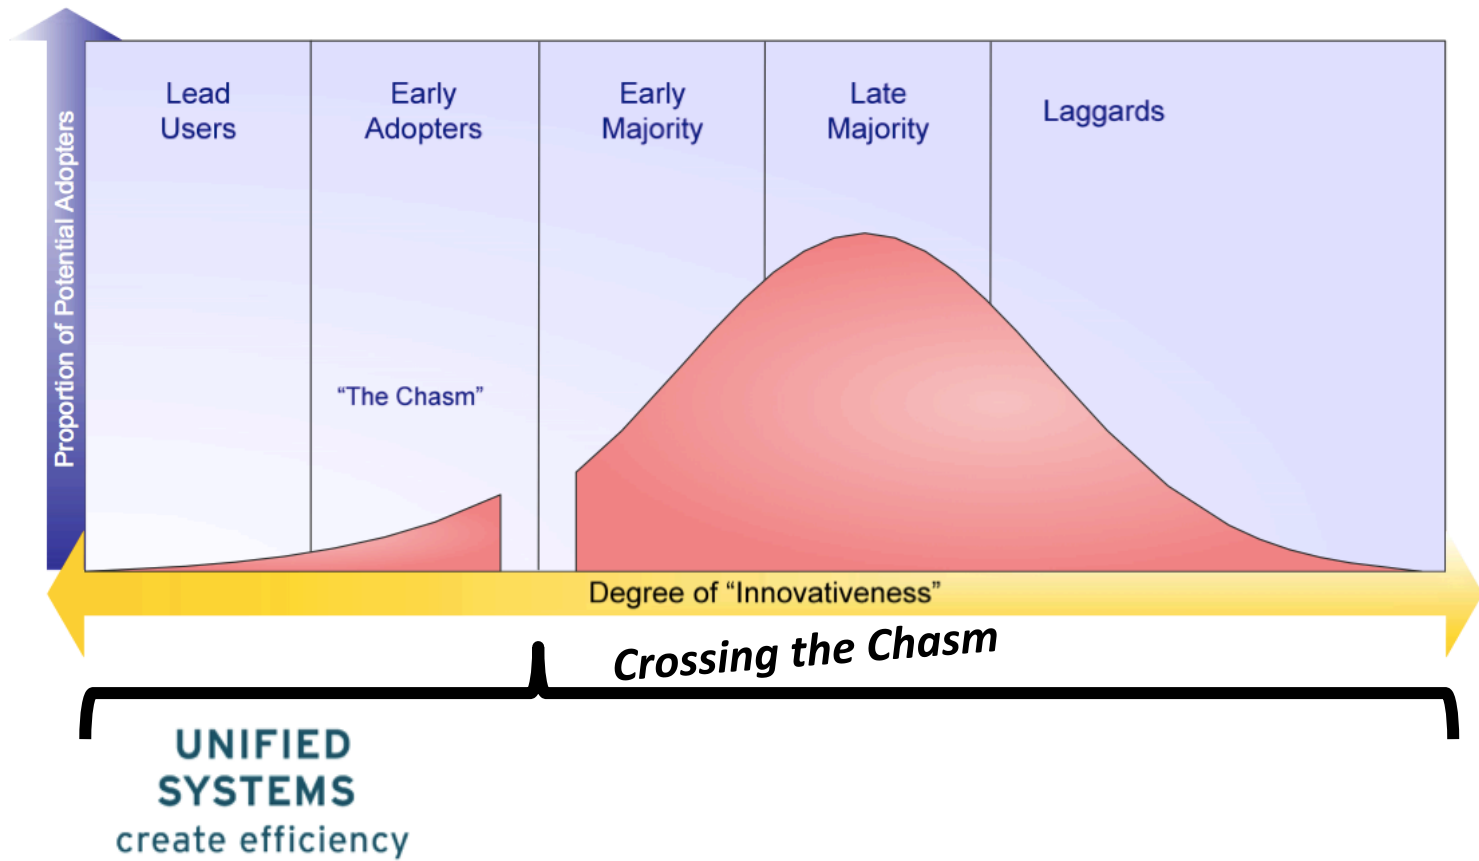 Lead
Users
Early
Adopters
Early
Majority
Late
Majority
Laggards
Proportion of Potential Adopters
“The Chasm”
Degree of “Innovativeness”
Crossing the Chasm
UNIFIED
SYSTEMS
create efficiency